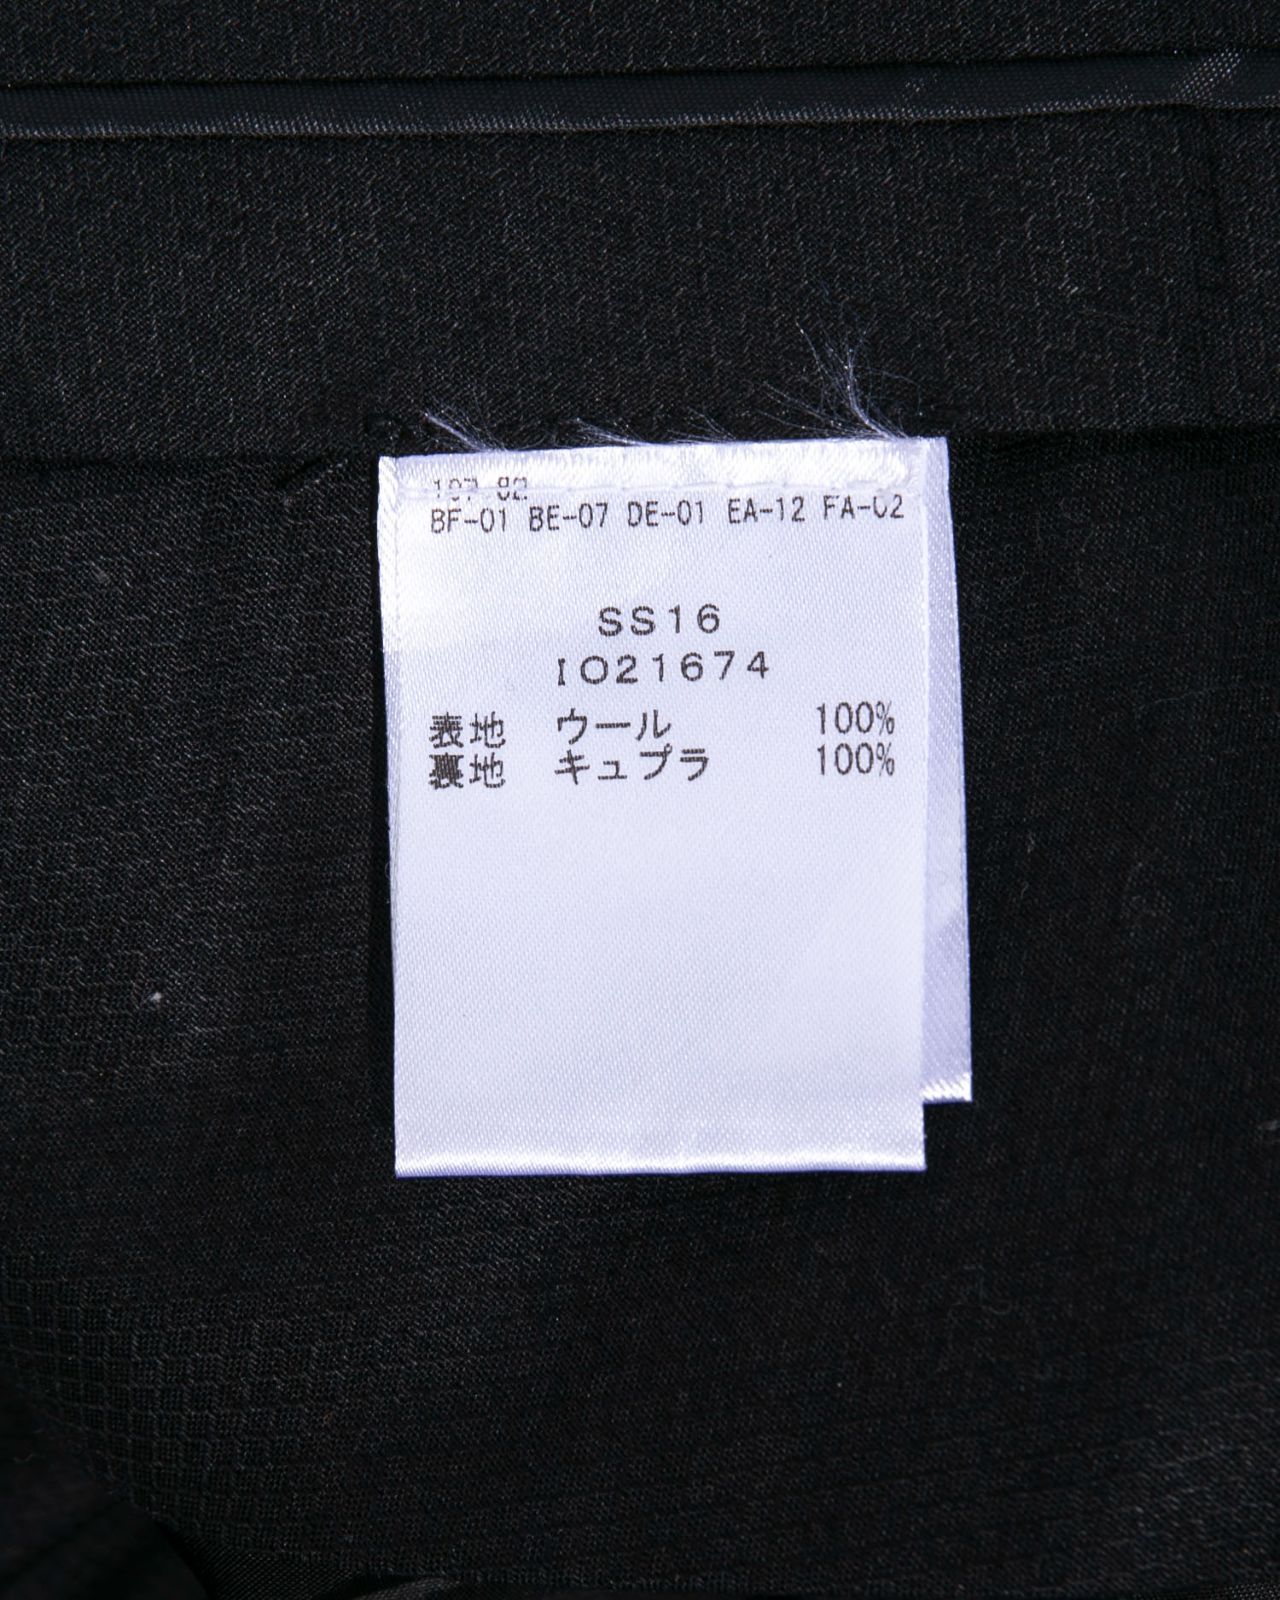 BF-01 BE-07 DE-01 EA-12 FA-02
SS16
IO21674
表地 ウール 100%
裏地 キュプラ 100%